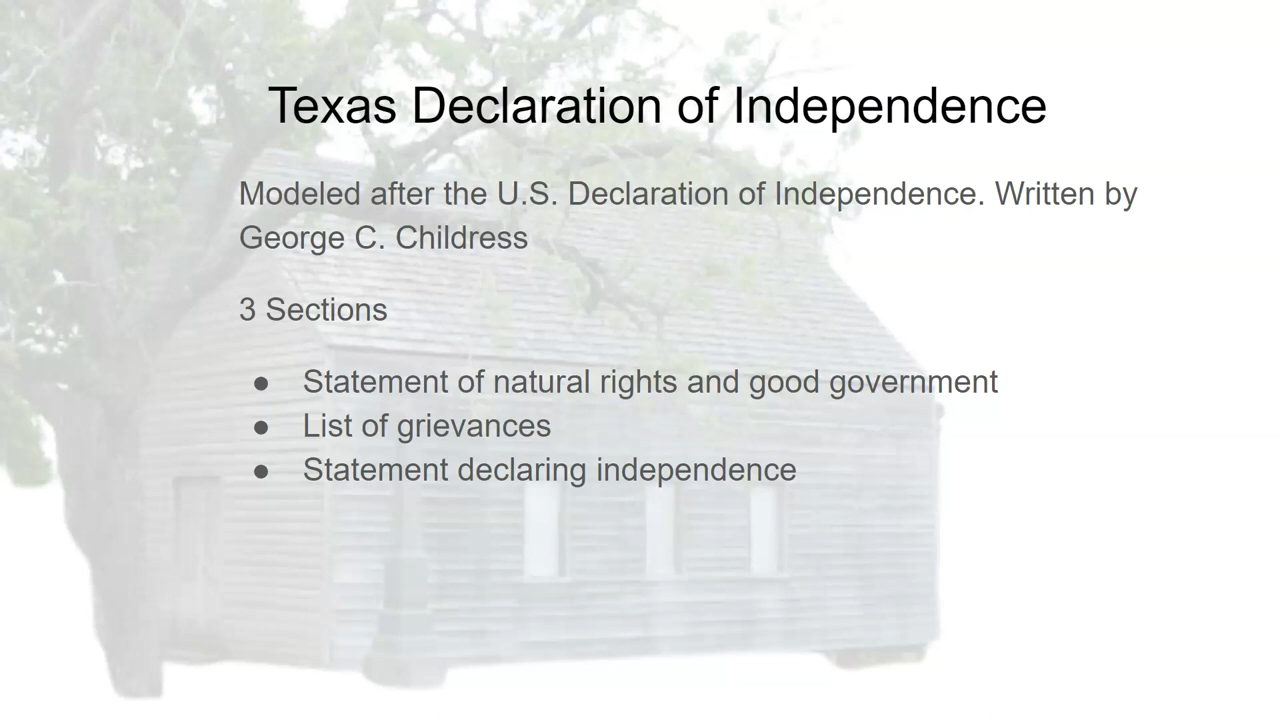 Texas Declaration of Independence
Modeled after the U.S. Declaration of Independence. Written by
George C. Childress
3 Sections
● Statement of natural rights and good government
● List of grievances
● Statement declaring independence